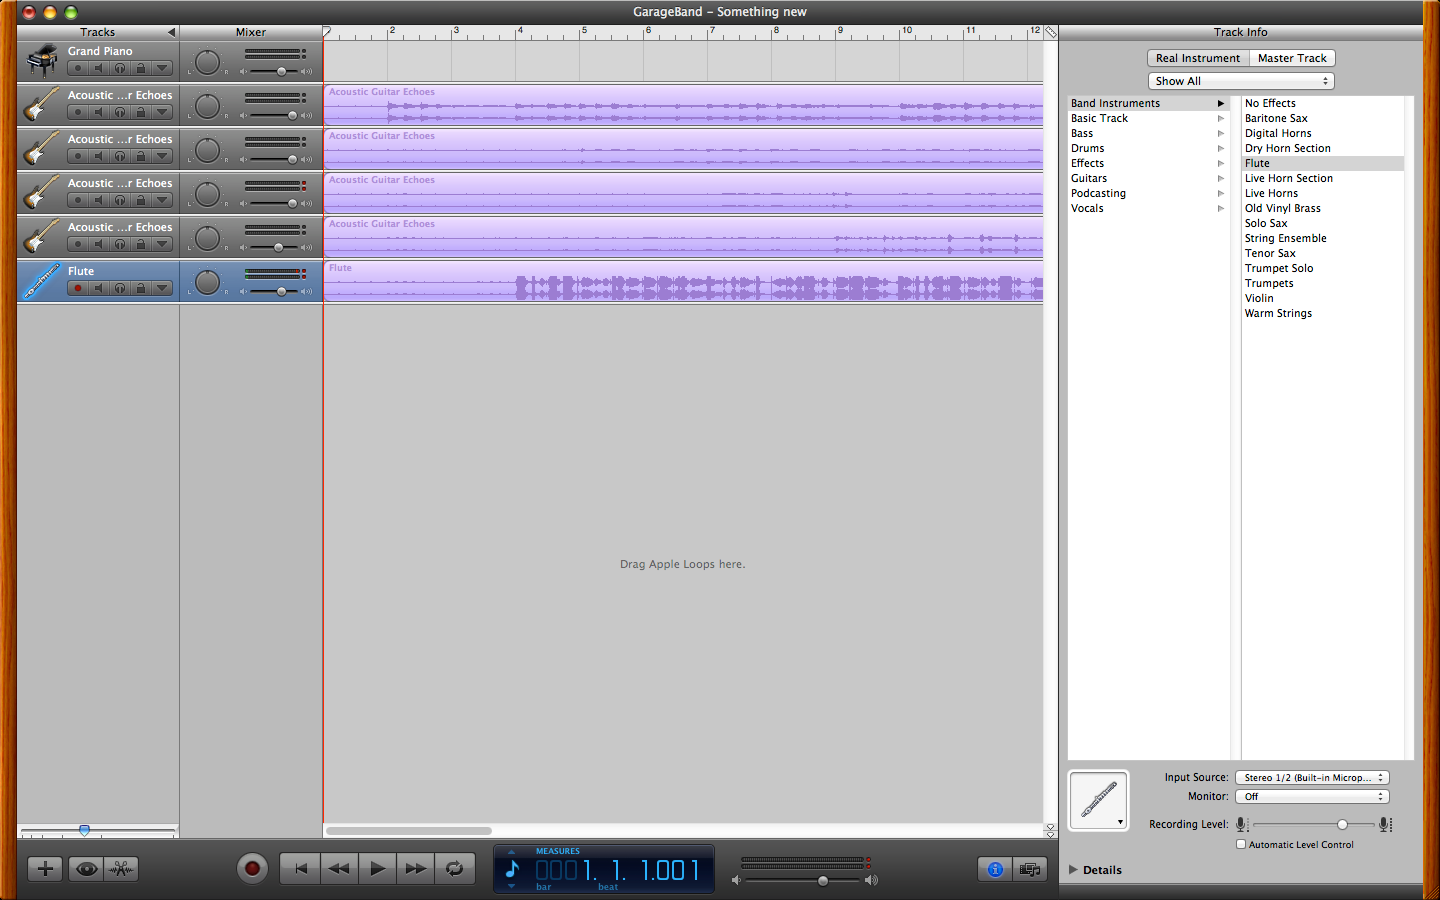 GarageBand – Something new
Tracks
Mixer
2 3 4 5 6 7 8 9 10 11 12
Track Info
Grand Piano
L R
Acoustic ...r Echoes
L R
Acoustic Guitar Echoes
Acoustic ...r Echoes
L R
Acoustic Guitar Echoes
Acoustic ...r Echoes
L R
Acoustic Guitar Echoes
Acoustic ...r Echoes
L R
Acoustic Guitar Echoes
Flute
L R
Flute
Drag Apple Loops here.
Real Instrument
Master Track
Show All
Band Instruments
Basic Track
Bass
Drums
Effects
Guitars
Podcasting
Vocals
No Effects
Baritone Sax
Digital Horns
Dry Horn Section
Flute
Live Horn Section
Live Horns
Old Vinyl Brass
Solo Sax
String Ensemble
Tenor Sax
Trumpet Solo
Trumpets
Violin
Warm Strings
Input Source: Stereo 1/2 (Built-in Microp...
Monitor: Off
Recording Level:
Automatic Level Control
Details
MEASURES
0001. 1. 1.001
bar beat